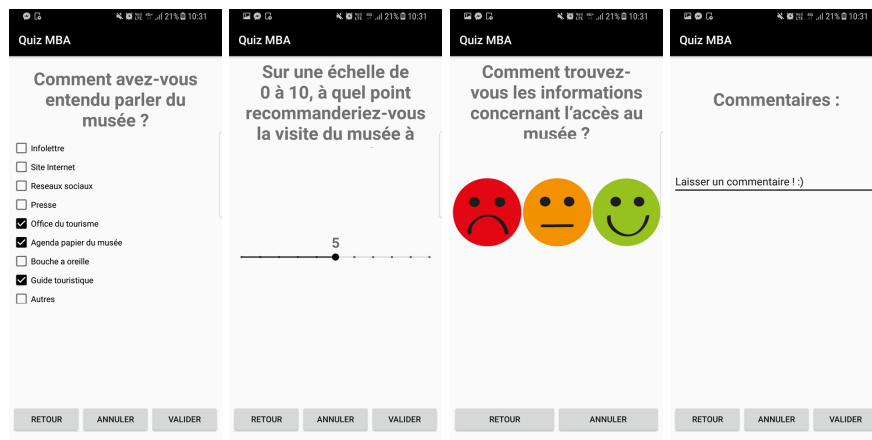 21% 10:31
Quiz MBA
Comment avez-vous
entendu parler du
musée ?
Infolettre
Site Internet
Reseaux sociaux
Presse
Office du tourisme
Agenda papier du musée
Bouche a oreille
Guide touristique
Autres
RETOUR ANNULER VALIDER
21% 10:31
Quiz MBA
Sur une échelle de
0 à 10, à quel point
recommanderiez-vous
la visite du musée à
5
RETOUR ANNULER VALIDER
21% 10:31
Quiz MBA
Comment trouvez-
vous les informations
concernant l'accès au
musée ?
RETOUR ANNULER
21% 10:31
Quiz MBA
Commentaires :
Laisser un commentaire ! :)
RETOUR ANNULER VALIDER